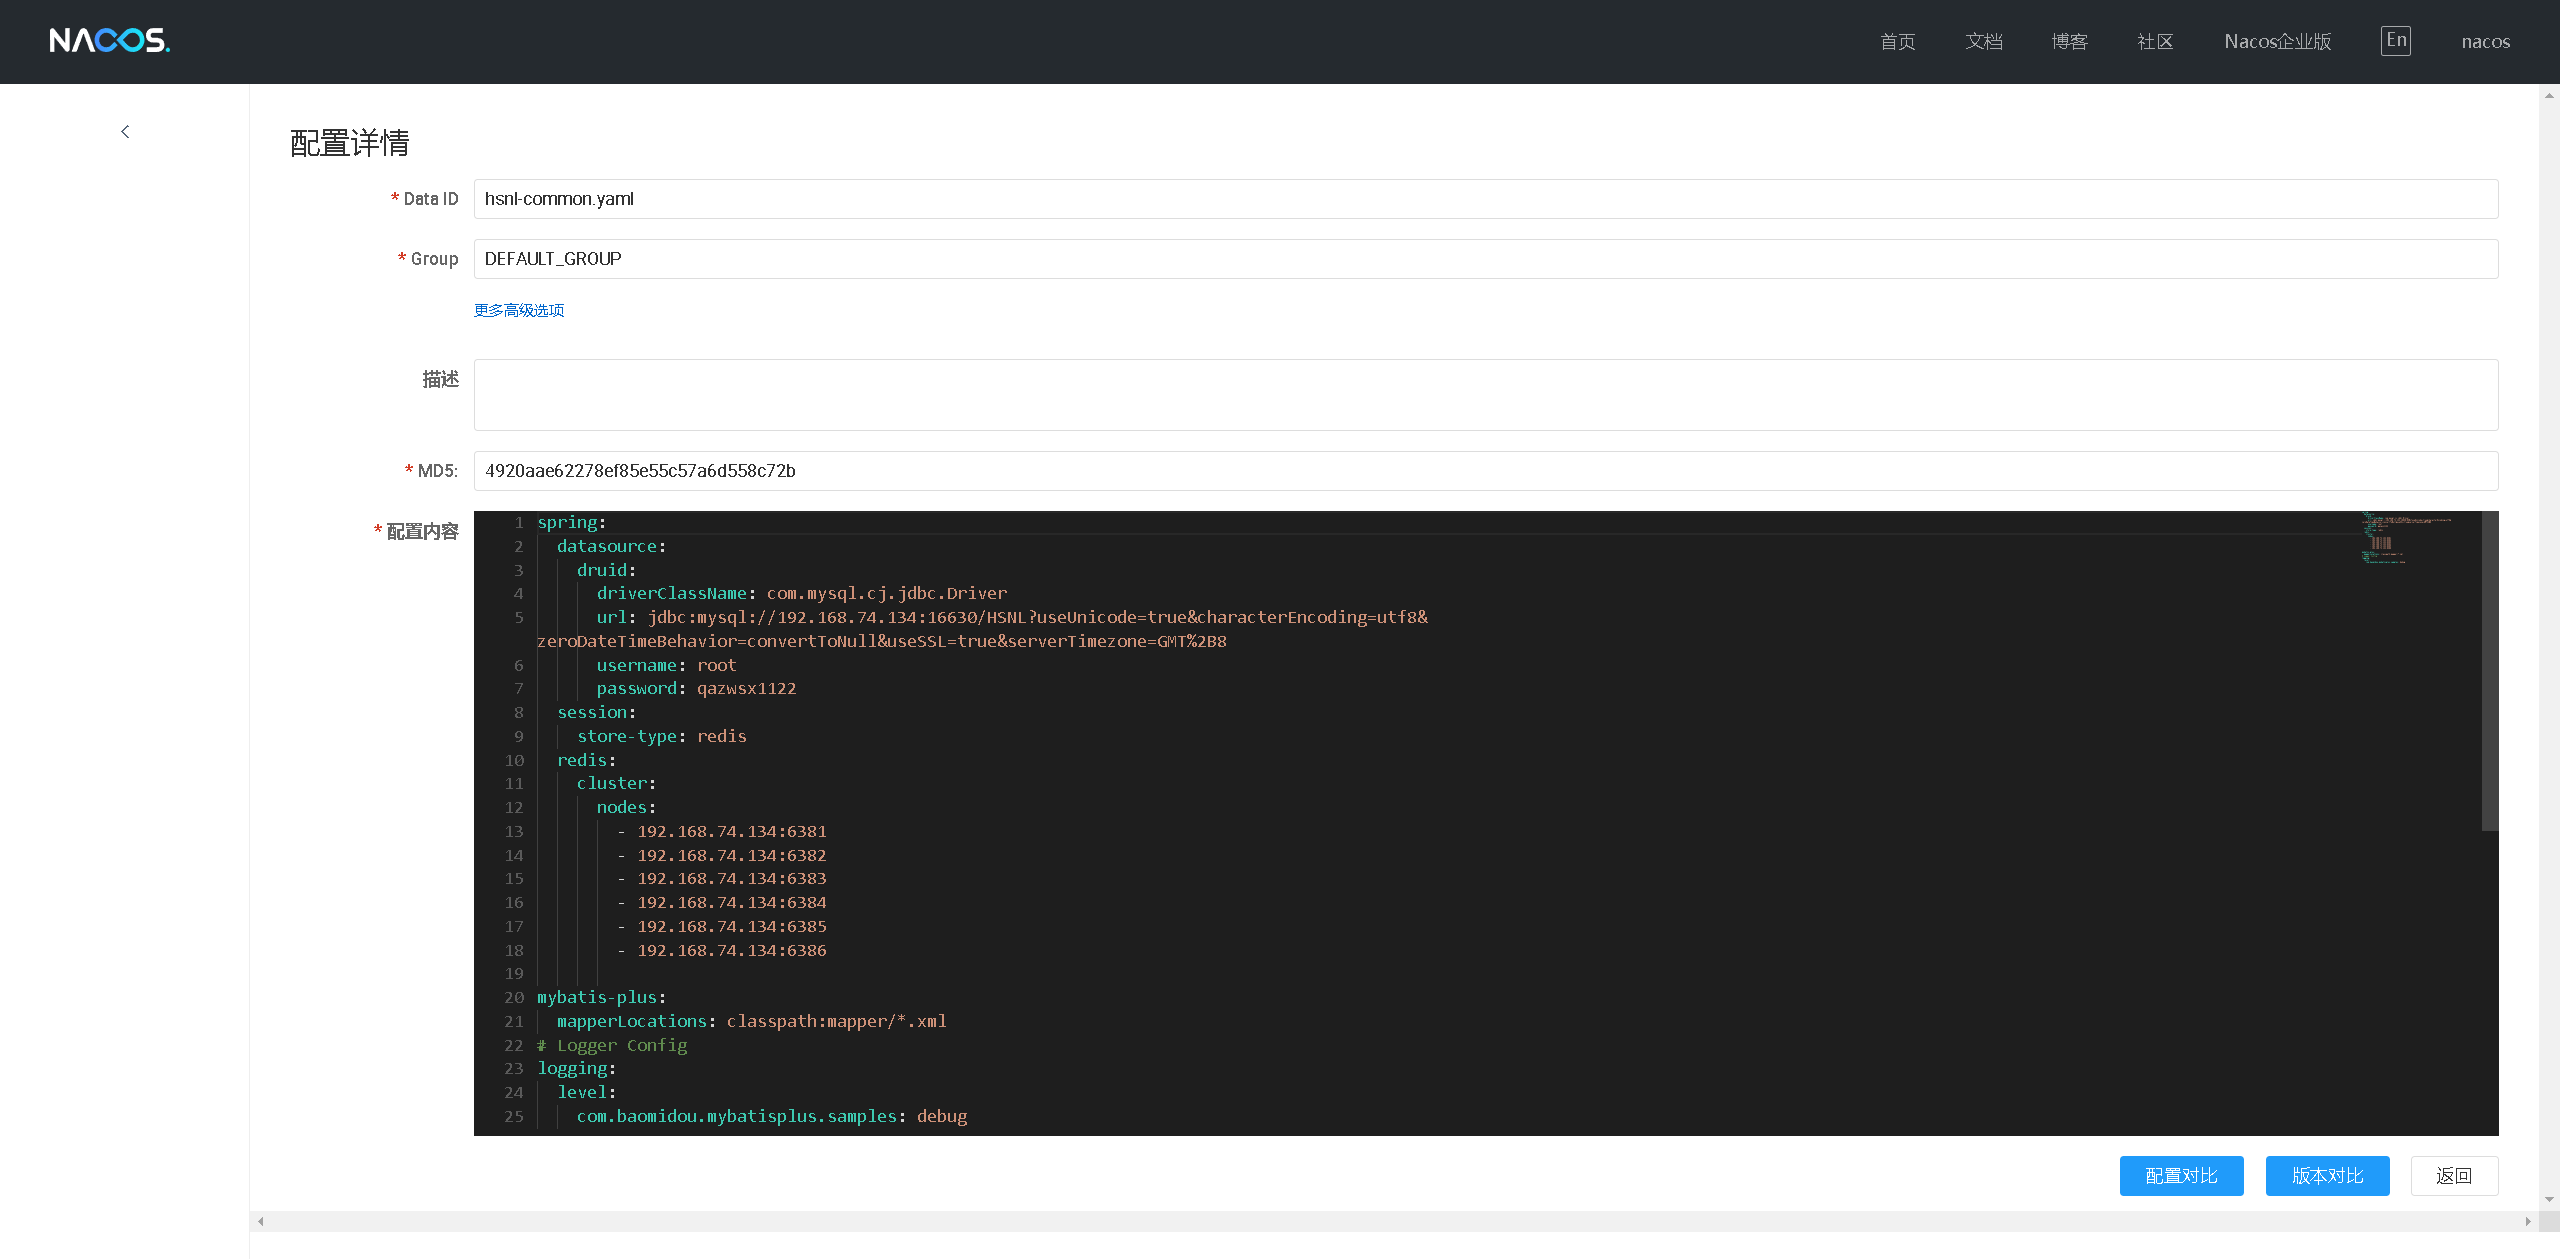 NACOS.
首页 文档 博客 社区 Nacos企业版 En nacos
配置详情
* Data ID hsnl-common.yaml
* Group DEFAULT_GROUP
更多高级选项
描述
* MD5: 4920aae62278ef85e55c57a6d558c72b
* 配置内容
1 spring:
2 datasource:
3 druid:
4 driverClassName: com.mysql.cj.jdbc.Driver
5 url: jdbc:mysql://192.168.74.134:16630/HSNL?useUnicode=true&characterEncoding=utf8&
zeroDateTimeBehavior=convertToNull&useSSL=true&serverTimezone=GMT%2B8
6 username: root
7 password: qazwsx1122
8 session:
9 store-type: redis
10 redis:
11 cluster:
12 nodes:
13 - 192.168.74.134:6381
14 - 192.168.74.134:6382
15 - 192.168.74.134:6383
16 - 192.168.74.134:6384
17 - 192.168.74.134:6385
18 - 192.168.74.134:6386
19
20 mybatis-plus:
21 mapperLocations: classpath:mapper/*.xml
22 # Logger Config
23 logging:
24 level:
25 com.baomidou.mybatisplus.samples: debug
配置对比 版本对比 返回